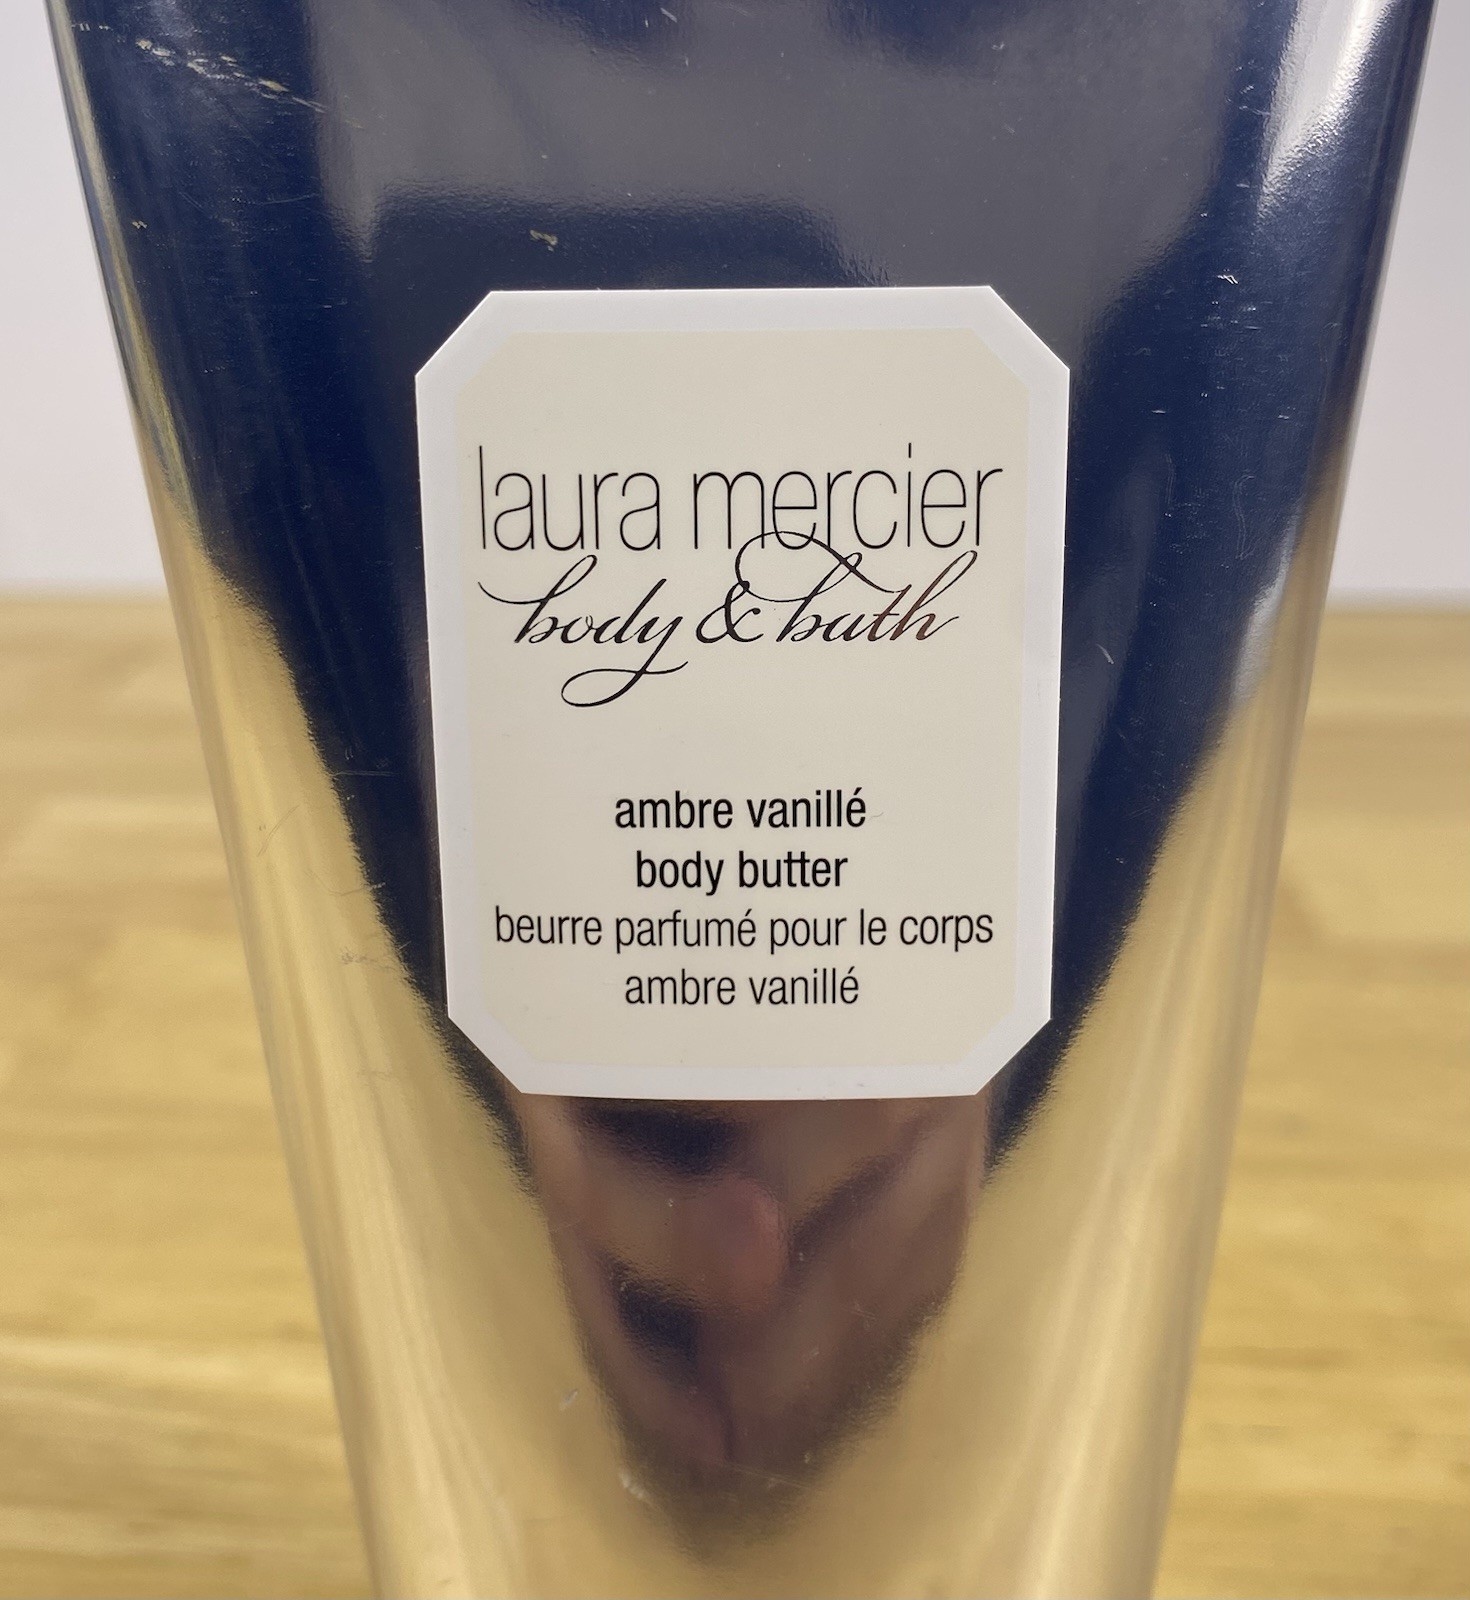 laura mercier
body & bath
ambre vanillé
body butter
beurre parfumé pour le corps
ambre vanillé